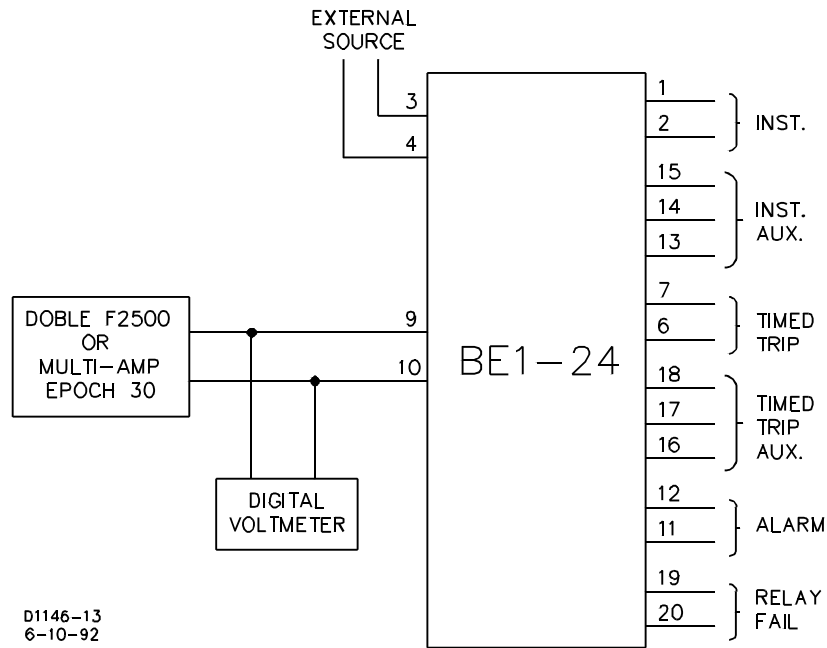 EXTERNAL
SOURCE
3
4
1
2
INST.
15
14
13
INST.
AUX.
7
6
TIMED
TRIP
DOBLE F2500
OR
MULTI-AMP
EPOCH 30
9
10
BE1-24
18
17
16
TIMED
TRIP
AUX.
DIGITAL
VOLTMETER
12
11
ALARM
19
20
RELAY
FAIL
D1146-13
6-10-92